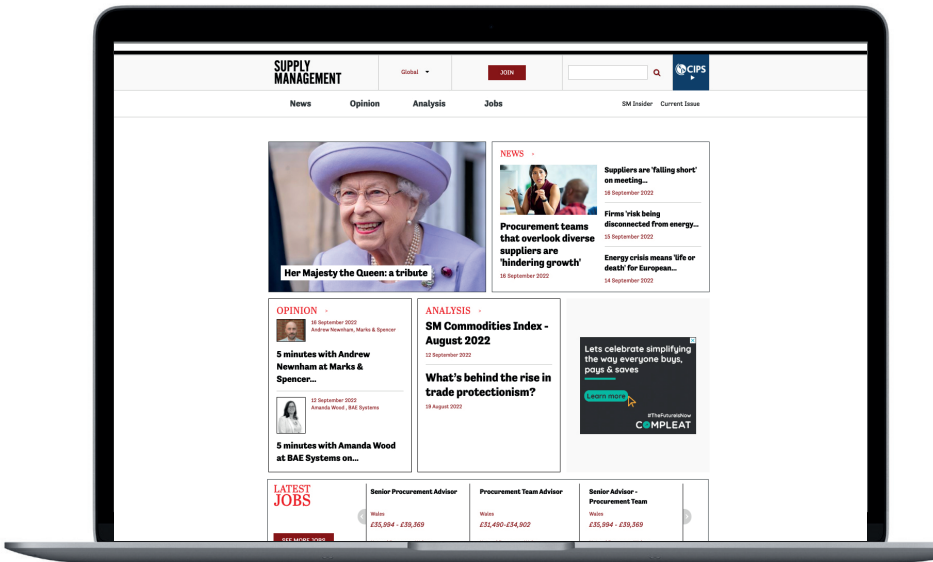 SUPPLY
MANAGEMENT
Global
JOIN
CIPS
News
Opinion
Analysis
Jobs
SM Insider
Current Issue
Her Majesty the Queen: a tribute
NEWS
Procurement teams
that overlook diverse
suppliers are
'hindering growth'
16 September 2022
Suppliers are 'falling short'
on meeting...
16 September 2022
Firms 'risk being
disconnected from energy...
15 September 2022
Energy crisis means 'life or
death' for European...
14 September 2022
OPINION
16 September 2022
Andrew Newnham, Marks & Spencer
5 minutes with Andrew
Newnham at Marks &
Spencer...
12 September 2022
Amanda Wood , BAE Systems
5 minutes with Amanda Wood
at BAE Systems on...
ANALYSIS
SM Commodities Index -
August 2022
12 September 2022
What's behind the rise in
trade protectionism?
19 August 2022
Lets celebrate simplifying
the way everyone buys,
pays & saves
Learn more
#TheFutureIsNow
COMPLEAT
LATEST
JOBS
SEE MORE JOBS
Senior Procurement Advisor
Wales
£35,994 - £39,369
Procurement Team Advisor
Wales
£31,490-£34,902
Senior Advisor -
Procurement Team
Wales
£35,994 - £39,369